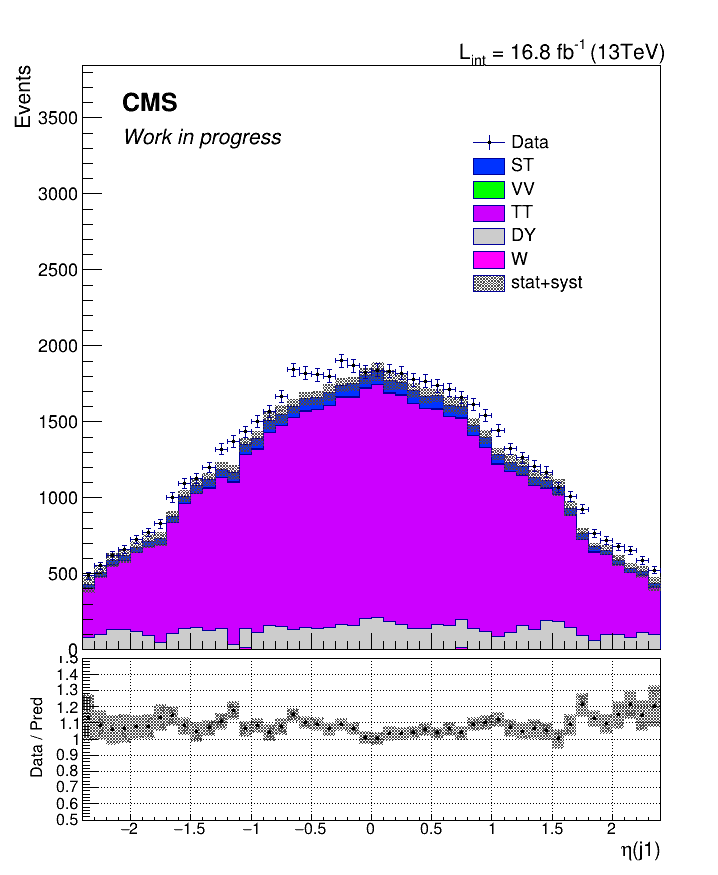 L_int = 16.8 fb^-1 (13TeV)
Events
CMS
Work in progress
Data
ST
VV
TT
DY
W
stat+syst
3500
3000
2500
2000
1500
1000
500
0
Data / Pred
1.5
1.4
1.3
1.2
1.1
1
0.9
0.8
0.7
0.6
0.5
−2 −1.5 −1 −0.5 0 0.5 1 1.5 2
η(j1)